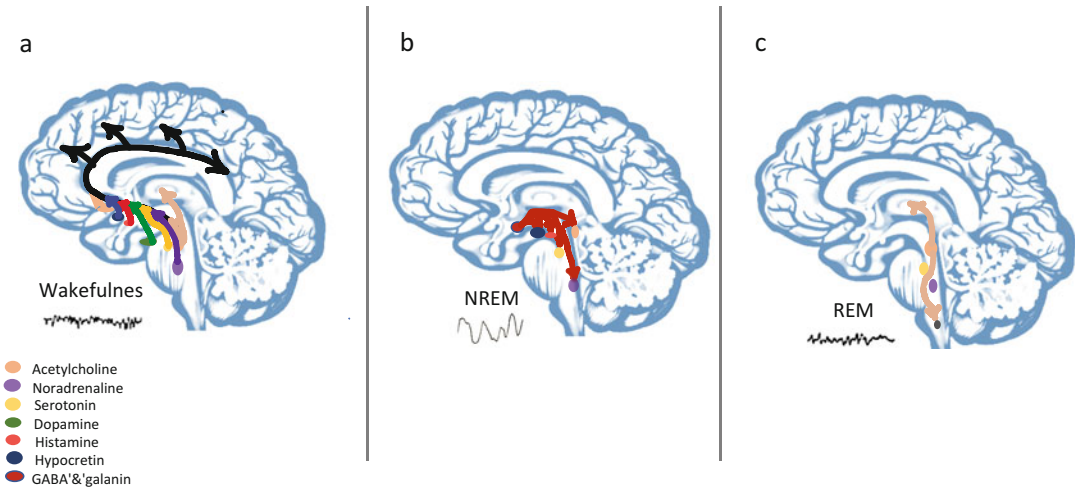 a
b
c
Wakefulnes
NREM
REM
Acetylcholine
Noradrenaline
Serotonin
Dopamine
Histamine
Hypocretin
GABA'&'galanin